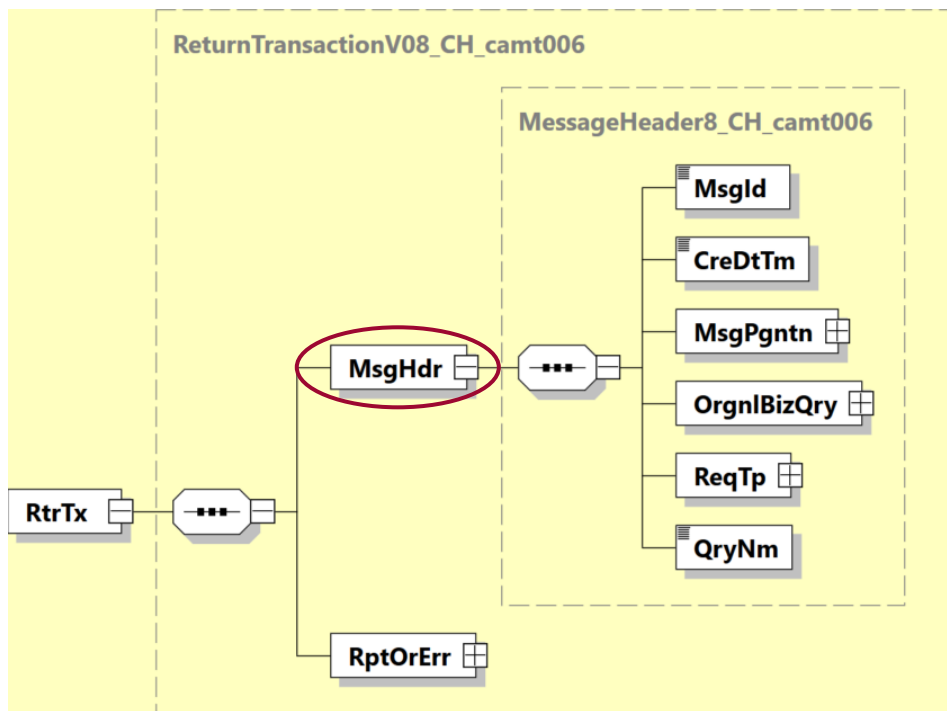 ReturnTransactionV08_CH_camt006
MessageHeader8_CH_camt006
MsgId
CreDtTm
MsgPgntn
MsgHdr
OrgnlBizQry
ReqTp
RtrTx
QryNm
RptOrErr